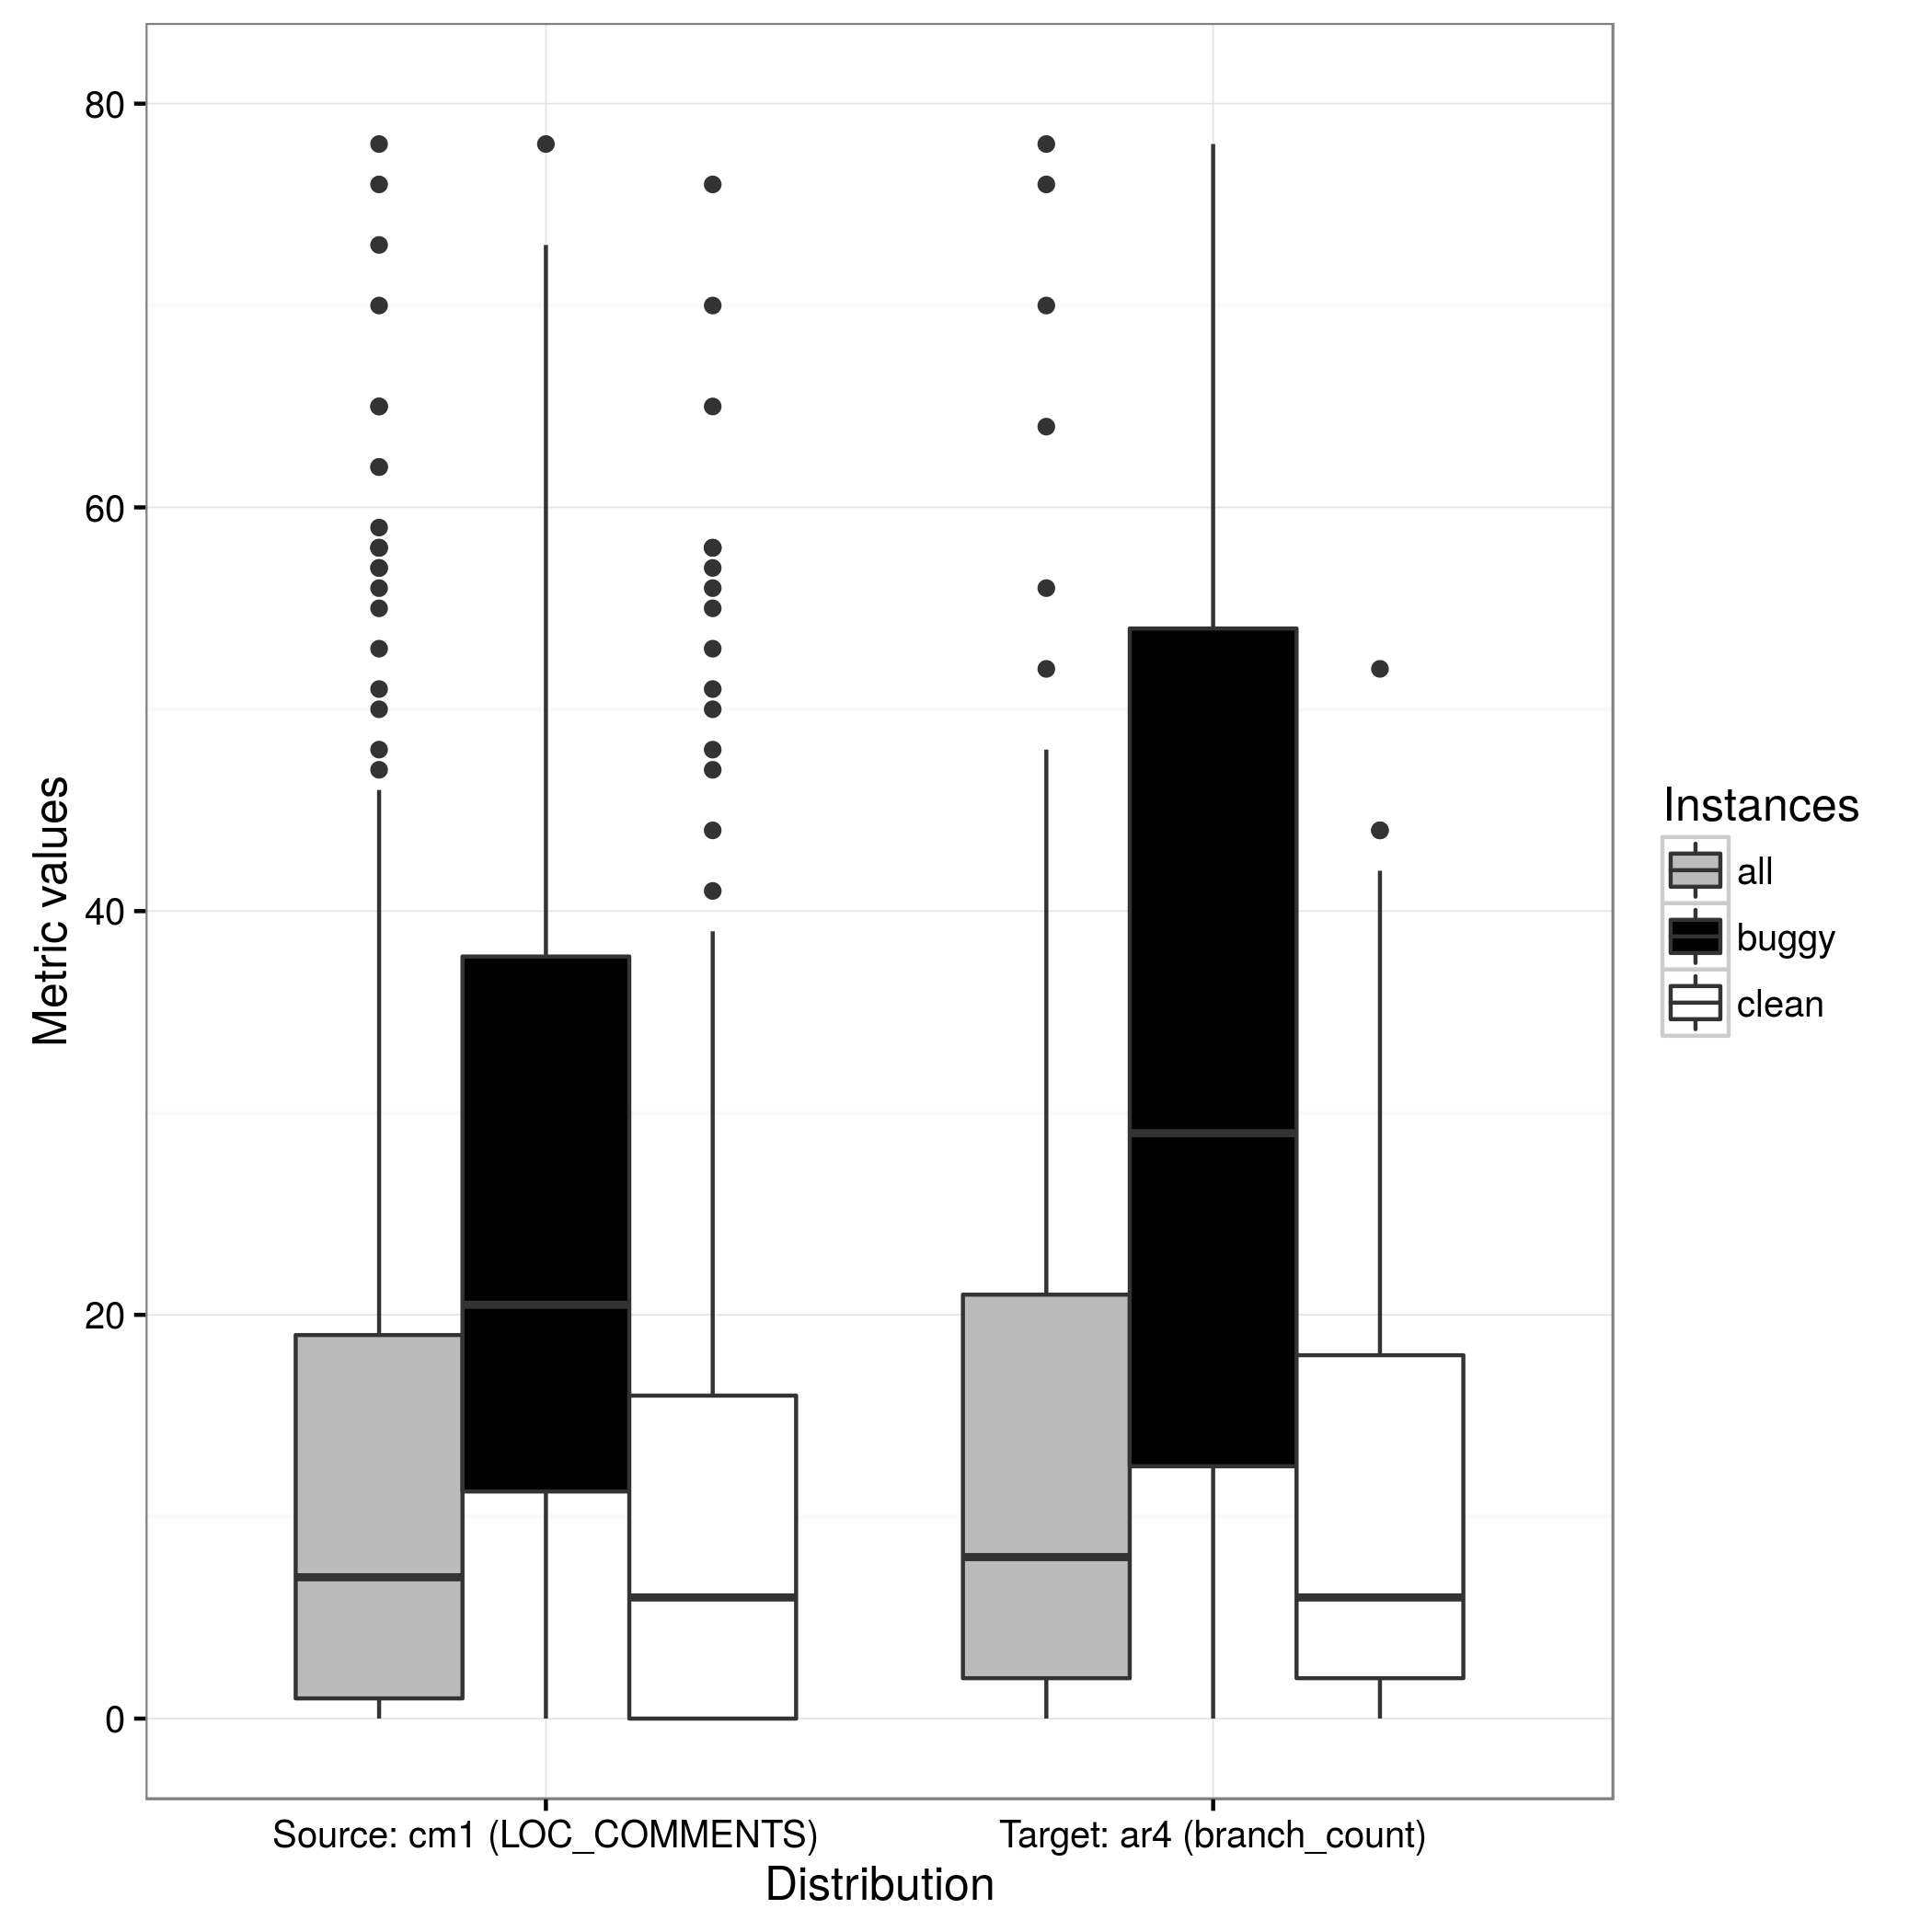 80
60
40
20
0
Metric values
Source: cm1 (LOC_COMMENTS)
Target: ar4 (branch_count)
Distribution
Instances
all
buggy
clean